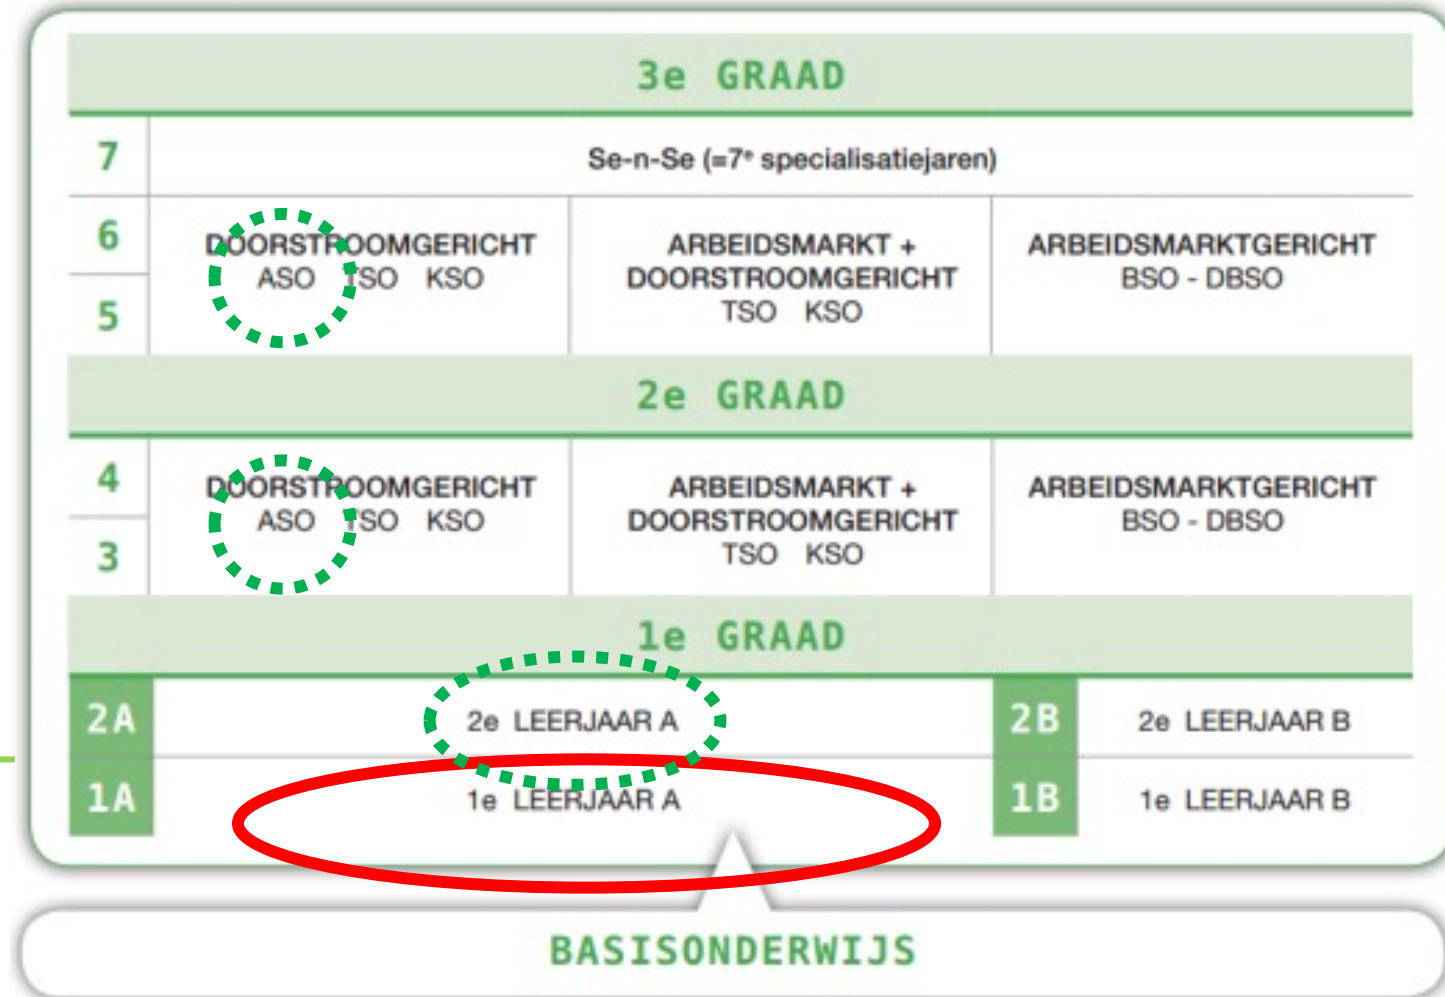 3e GRAAD
7
Se-n-Se (=7e specialisatiejaren)
6
DOORSTROOMGERICHT
ASO TSO KSO
ARBEIDSMARKT +
DOORSTROOMGERICHT
TSO KSO
ARBEIDSMARKTGERICHT
BSO - DBSO
5
2e GRAAD
4
DOORSTROOMGERICHT
ASO TSO KSO
ARBEIDSMARKT +
DOORSTROOMGERICHT
TSO KSO
ARBEIDSMARKTGERICHT
BSO - DBSO
3
1e GRAAD
2A
2e LEERJAAR A
2B
2e LEERJAAR B
1A
1e LEERJAAR A
1B
1e LEERJAAR B
BASISONDERWIJS